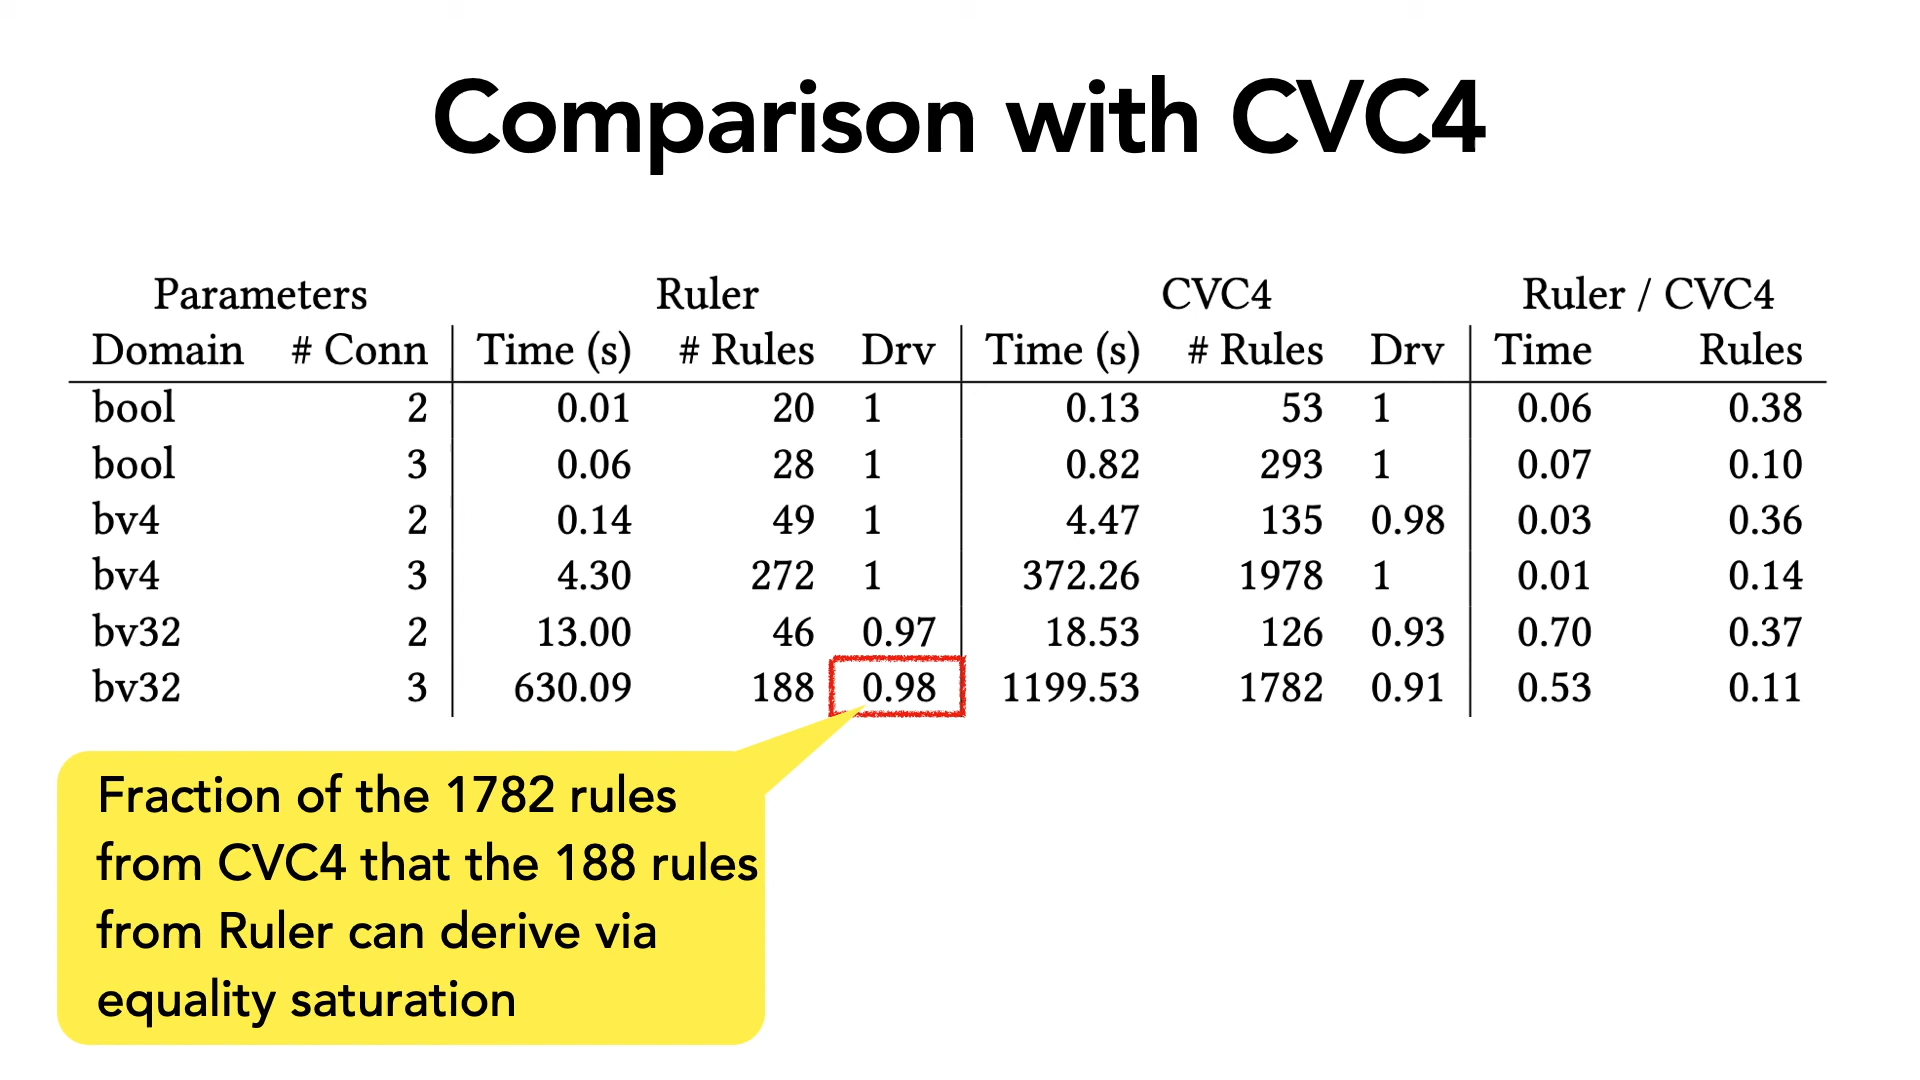 Comparison with CVC4
Parameters Ruler CVC4 Ruler / CVC4
Domain # Conn Time (s) # Rules Drv Time (s) # Rules Drv Time Rules
bool 2 0.01 20 1 0.13 53 1 0.06 0.38
bool 3 0.06 28 1 0.82 293 1 0.07 0.10
bv4 2 0.14 49 1 4.47 135 0.98 0.03 0.36
bv4 3 4.30 272 1 372.26 1978 1 0.01 0.14
bv32 2 13.00 46 0.97 18.53 126 0.93 0.70 0.37
bv32 3 630.09 188 0.98 1199.53 1782 0.91 0.53 0.11
Fraction of the 1782 rules
from CVC4 that the 188 rules
from Ruler can derive via
equality saturation